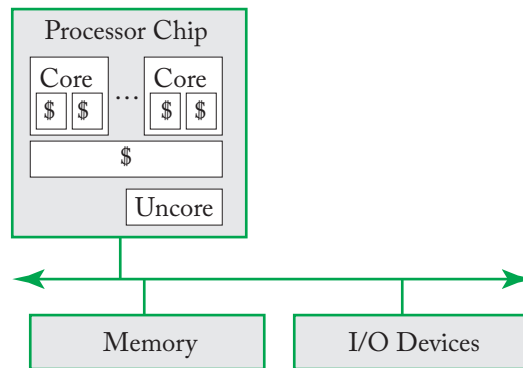 Processor Chip
Core ... Core
$ $ $ $
$
Uncore
Memory I/O Devices